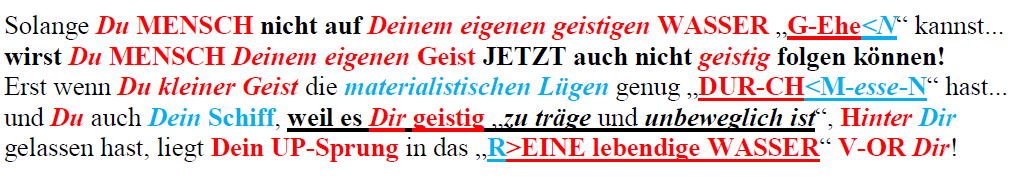 Solange Du MENSCH nicht auf Deinem eigenen geistigen WASSER „G-Ehe<N“ kannst...
wirst Du MENSCH Deinem eigenen Geist JETZT auch nicht geistig folgen können!
Erst wenn Du kleiner Geist die materialistischen Lügen genug „DUR-CH<M-esse-N“ hast...
und Du auch Dein Schiff, weil es Dir geistig „zu träge und unbeweglich ist“, Hinter Dir
gelassen hast, liegt Dein UP-Sprung in das „R>EINE lebendige WASSER“ V-OR Dir!